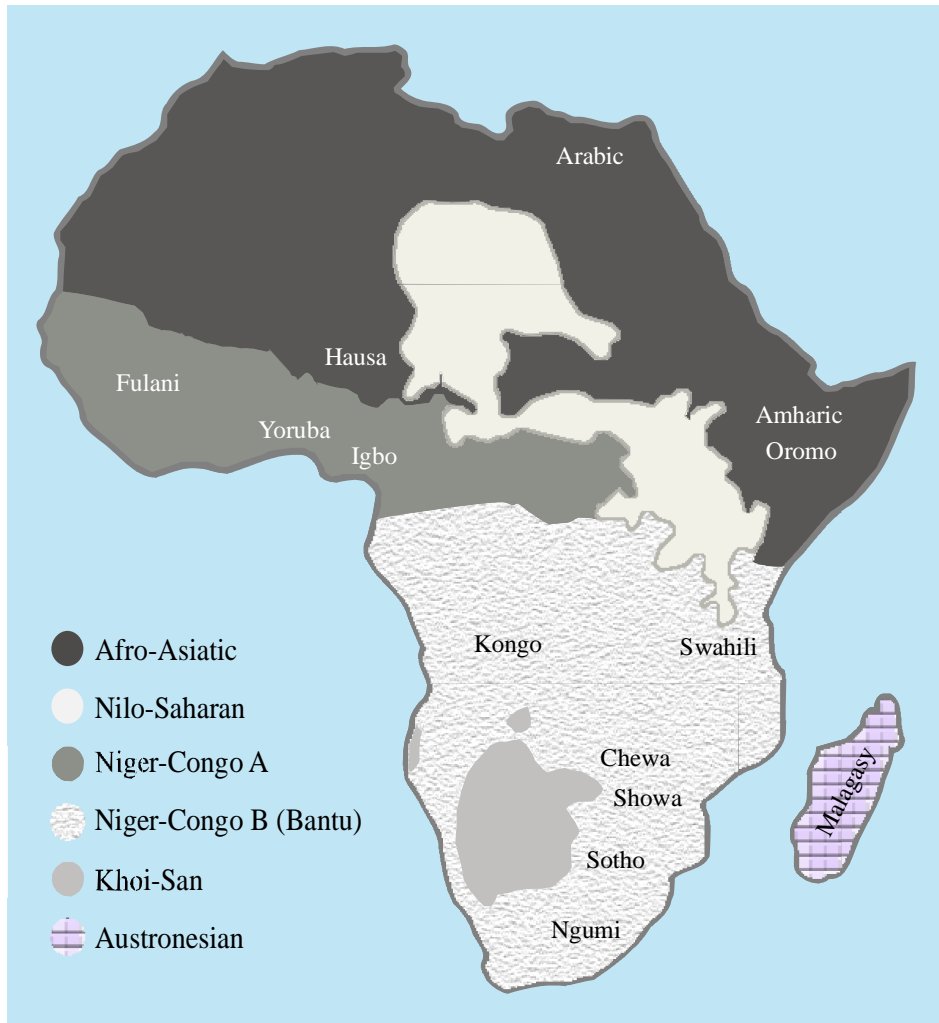 Arabic
Hausa
Fulani
Amharic
Yoruba
Oromo
Igbo
Kongo
Swahili
Chewa
Showa
Sotho
Ngumi
Malagasy
Afro-Asiatic
Nilo-Saharan
Niger-Congo A
Niger-Congo B (Bantu)
Khoi-San
Austronesian